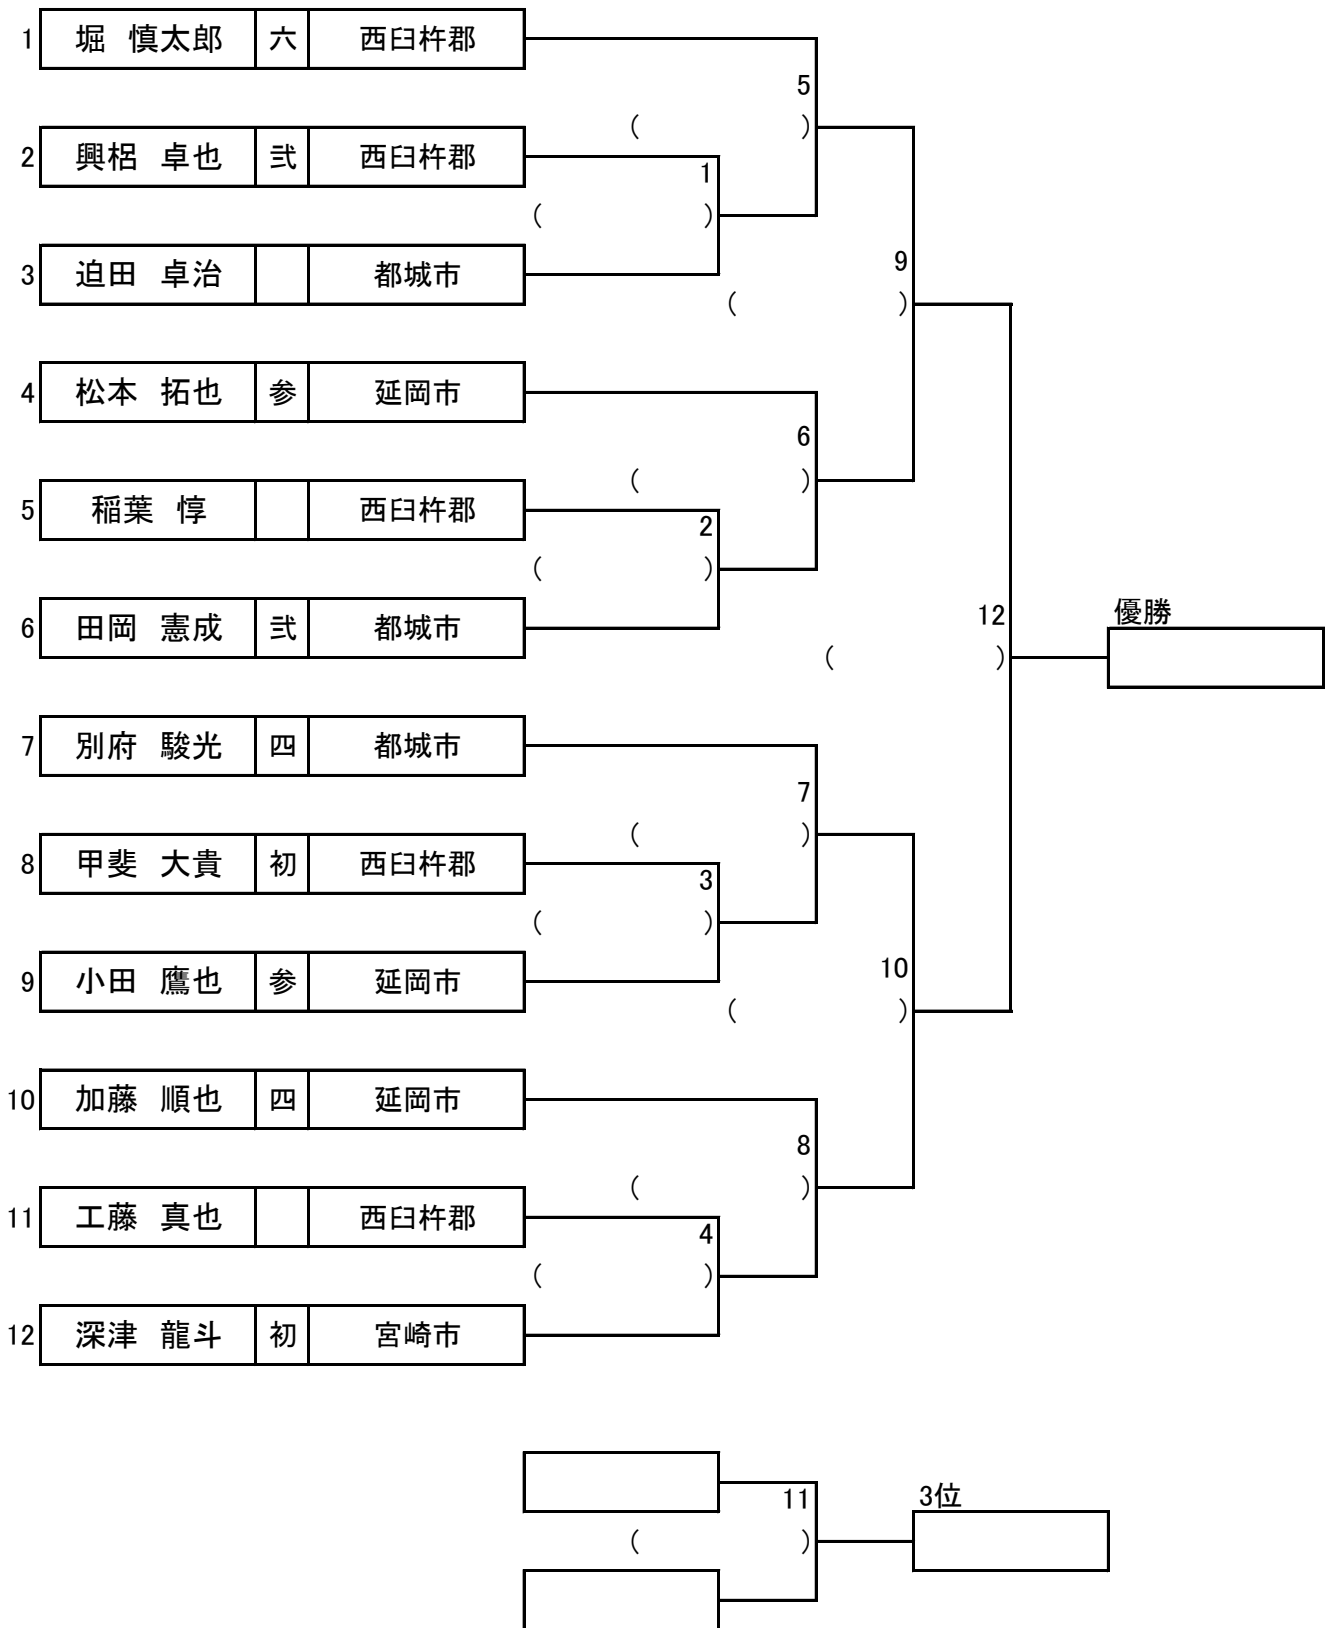 1 堀 慎太郎 六 西臼杵郡
5
( )
2 興梠 卓也 弐 西臼杵郡
1
( )
3 迫田 卓治 都城市
9
( )
4 松本 拓也 参 延岡市
6
( )
5 稲葉 惇 西臼杵郡
2
( )
6 田岡 憲成 弐 都城市
12 優勝
( )
7 別府 駿光 四 都城市
7
( )
8 甲斐 大貴 初 西臼杵郡
3
( )
9 小田 鷹也 参 延岡市
10
( )
10 加藤 順也 四 延岡市
8
( )
11 工藤 真也 西臼杵郡
4
( )
12 深津 龍斗 初 宮崎市
11 3位
( )